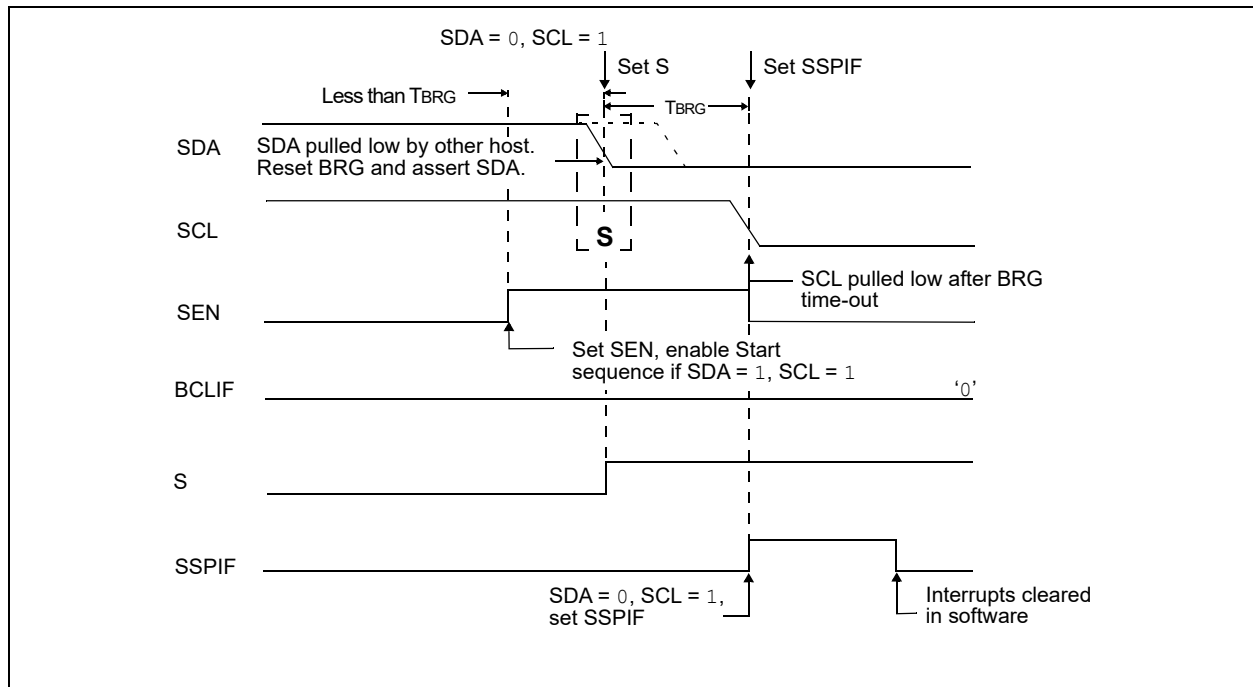 SDA = 0, SCL = 1
Set S
Set SSPIF
Less than TBRG
TBRG
SDA
SDA pulled low by other host.
Reset BRG and assert SDA.
SCL
S
SCL pulled low after BRG
time-out
SEN
Set SEN, enable Start
sequence if SDA = 1, SCL = 1
BCLIF
‘0’
S
SSPIF
SDA = 0, SCL = 1,
set SSPIF
Interrupts cleared
in software